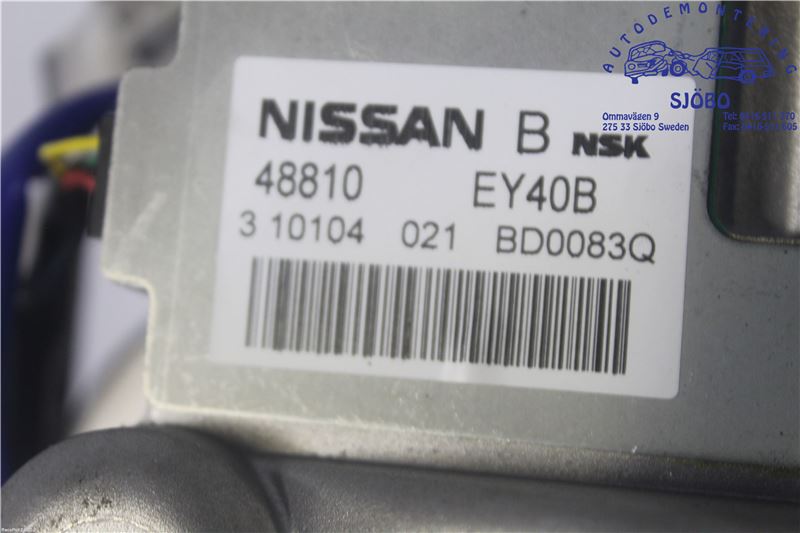 AUTODEMONTERING
SJÖBO
Ommavägen 9
275 33 Sjöbo Sweden
NISSAN B NSK
48810 EY40B
3 10104 021 BD0083Q